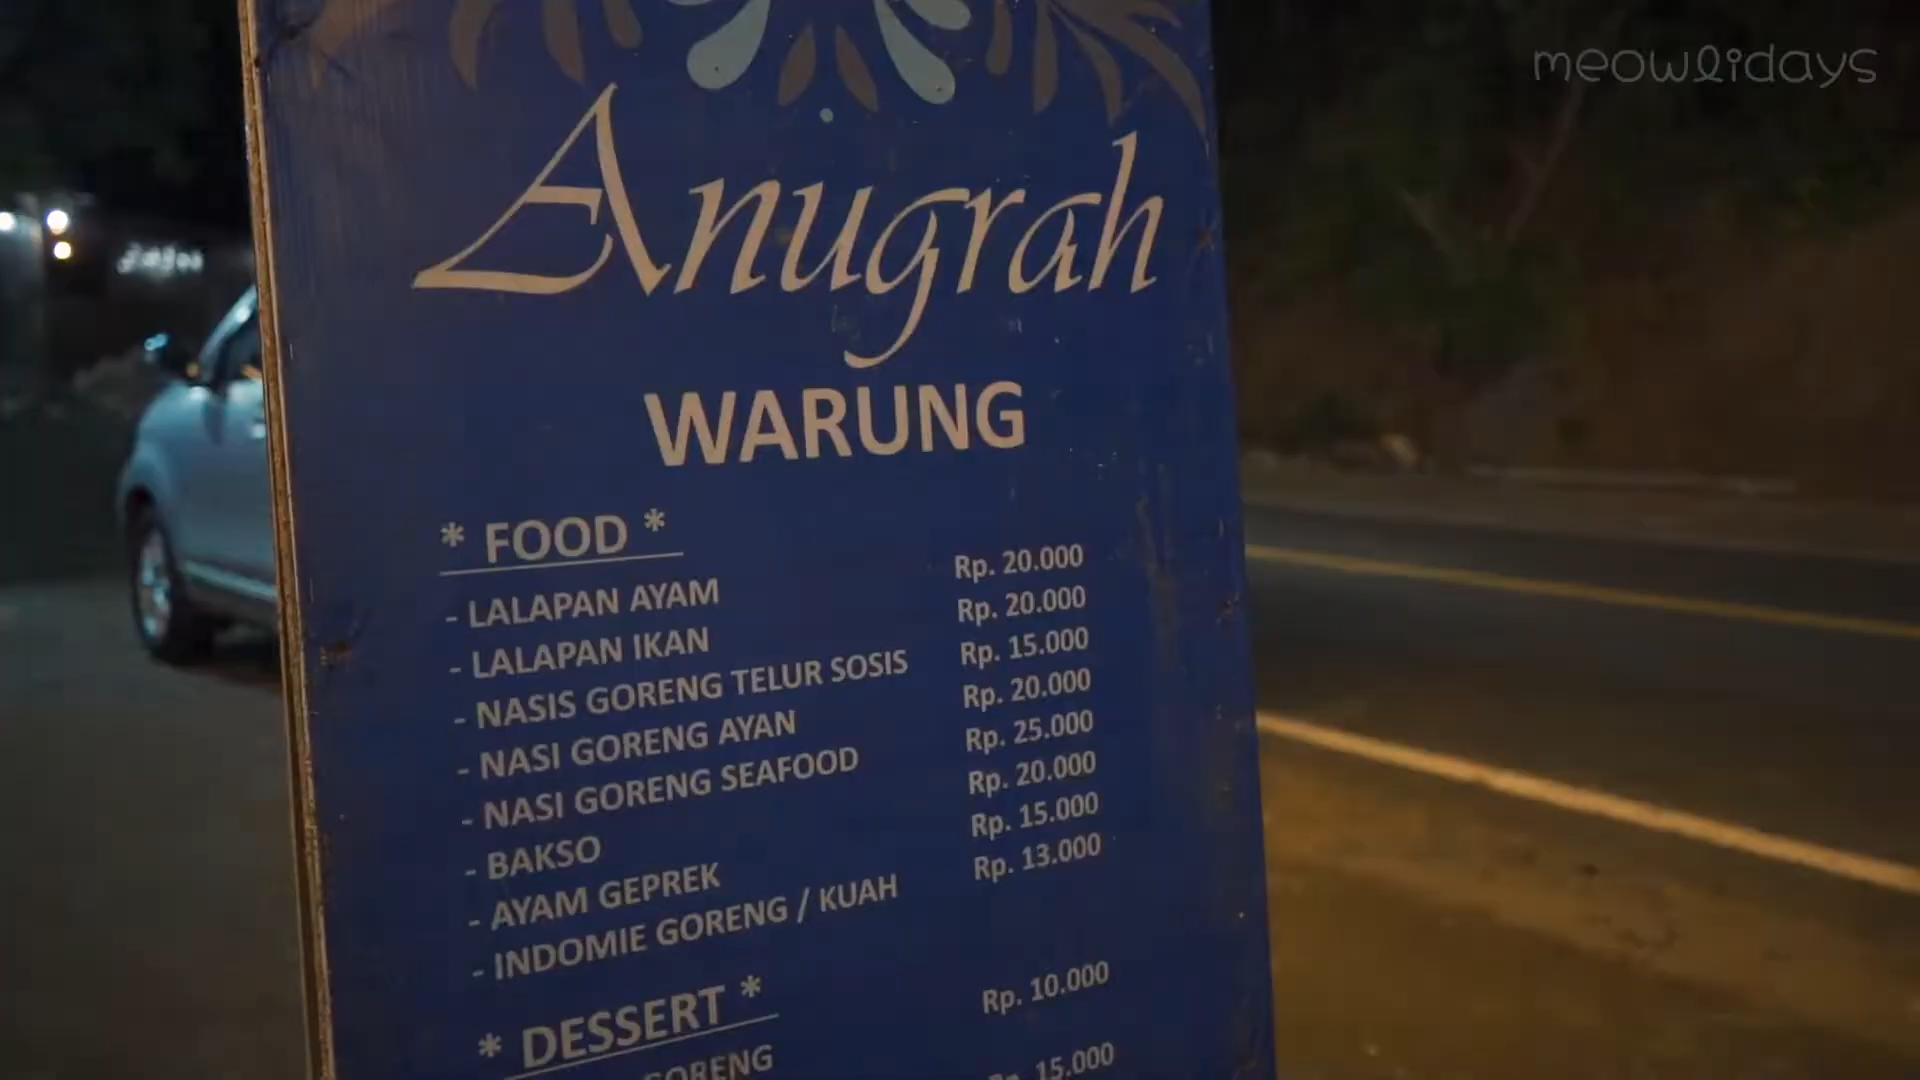 meowlidays
Anugrah
WARUNG
* FOOD *
- LALAPAN AYAM Rp. 20.000
- LALAPAN IKAN Rp. 20.000
- NASIS GORENG TELUR SOSIS Rp. 15.000
- NASI GORENG AYAN Rp. 20.000
- NASI GORENG SEAFOOD Rp. 25.000
- BAKSO Rp. 20.000
- AYAM GEPREK Rp. 15.000
- INDOMIE GORENG / KUAH Rp. 13.000
* DESSERT *
GORENG Rp. 10.000
Rp. 15.000